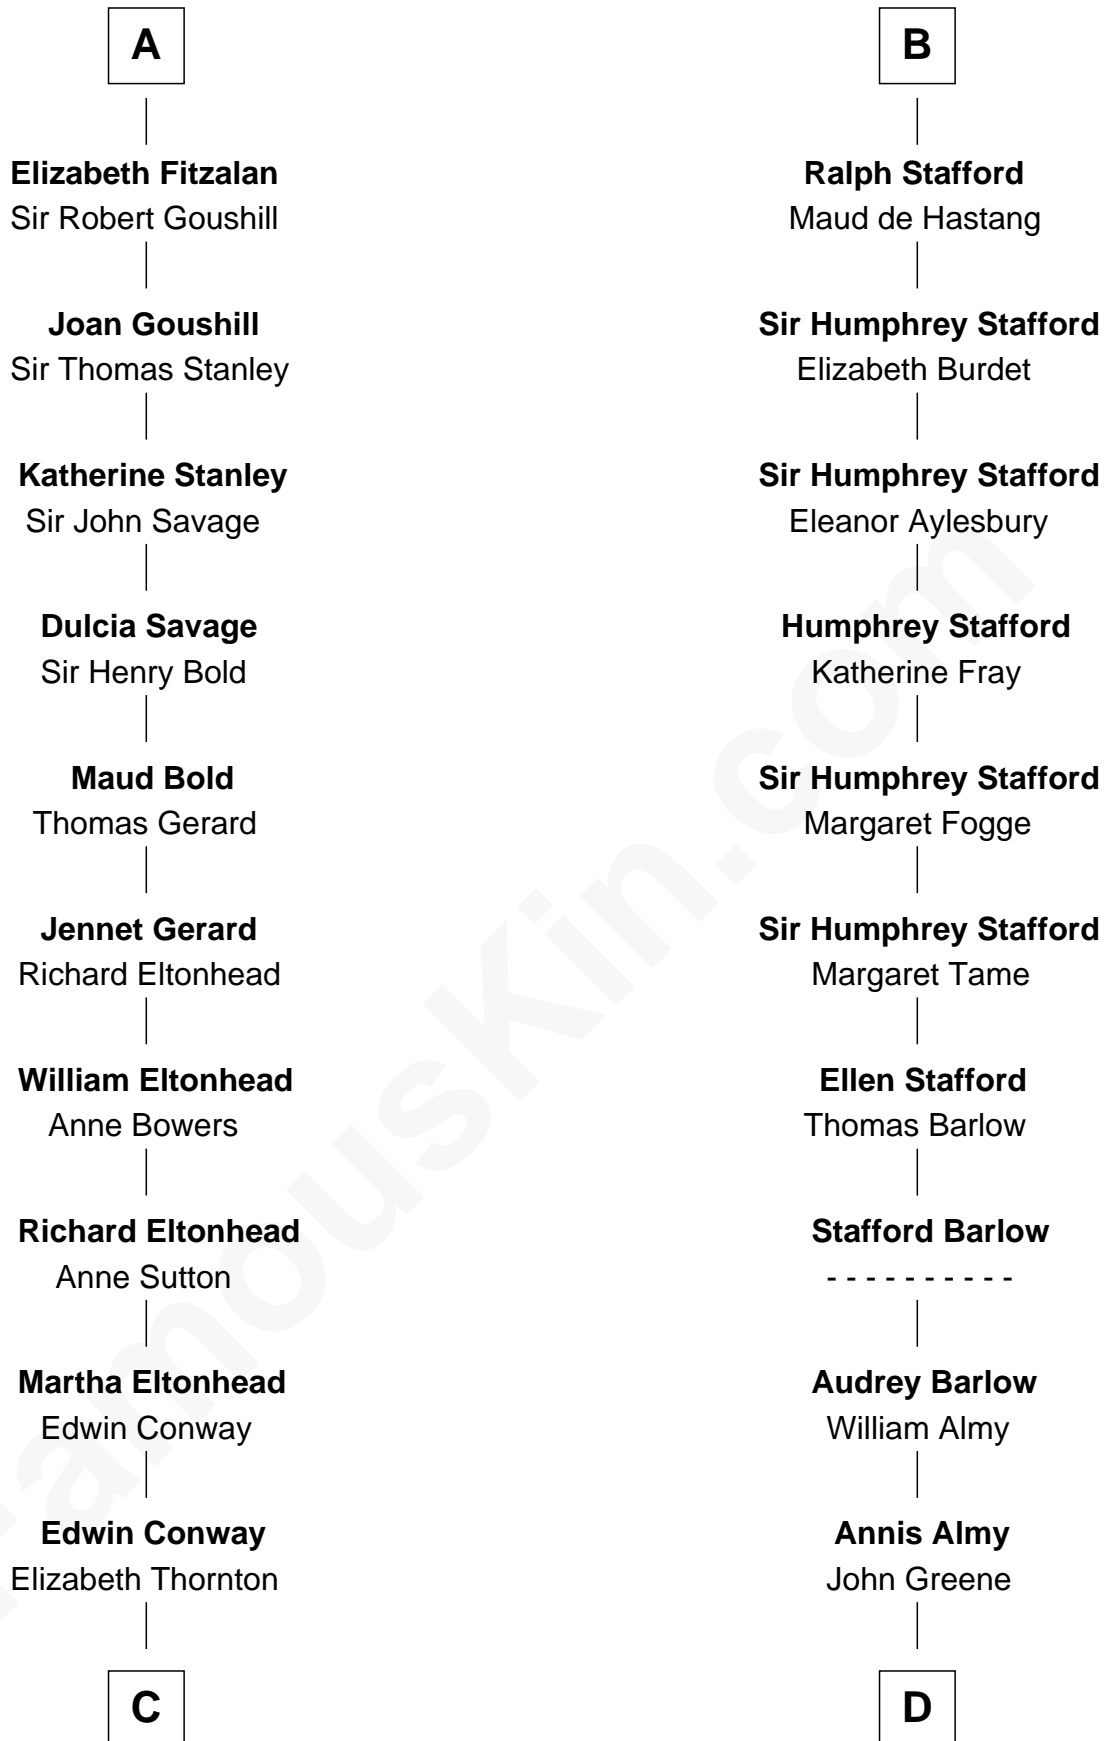 A
Elizabeth Fitzalan
Sir Robert Goushill
Joan Goushill
Sir Thomas Stanley
Katherine Stanley
Sir John Savage
Dulcia Savage
Sir Henry Bold
Maud Bold
Thomas Gerard
Jennet Gerard
Richard Eltonhead
William Eltonhead
Anne Bowers
Richard Eltonhead
Anne Sutton
Martha Eltonhead
Edwin Conway
Edwin Conway
Elizabeth Thornton
C
B
Ralph Stafford
Maud de Hastang
Sir Humphrey Stafford
Elizabeth Burdet
Sir Humphrey Stafford
Eleanor Aylesbury
Humphrey Stafford
Katherine Fray
Sir Humphrey Stafford
Margaret Fogge
Sir Humphrey Stafford
Margaret Tame
Ellen Stafford
Thomas Barlow
Stafford Barlow
- - - - - - - - - -
Audrey Barlow
William Almy
Annis Almy
John Greene
D
FamousKin.com